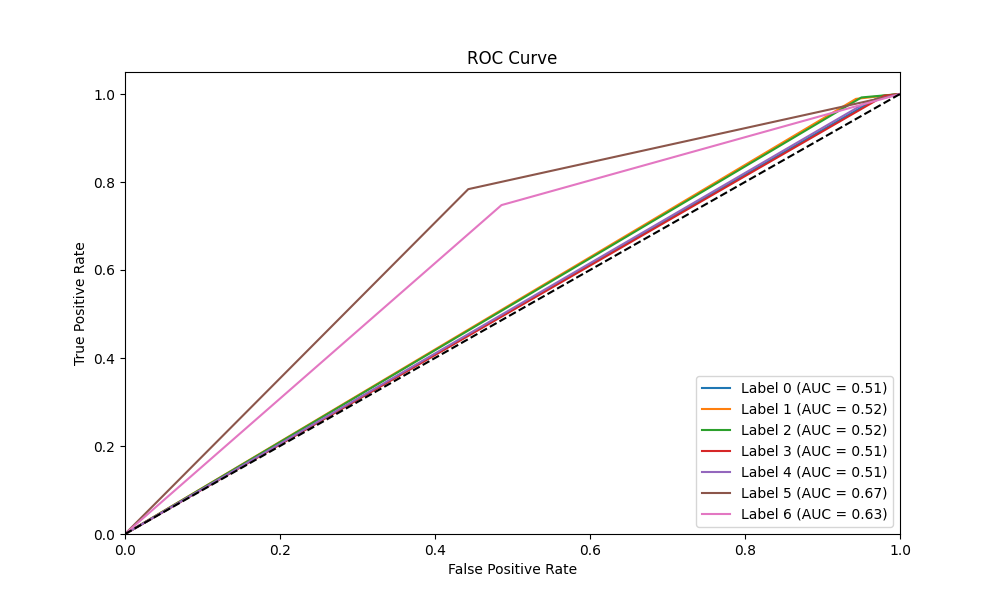 ROC Curve
True Positive Rate
1.0
0.8
0.6
0.4
0.2
0.0
0.0 0.2 0.4 0.6 0.8 1.0
False Positive Rate
Label 0 (AUC = 0.51)
Label 1 (AUC = 0.52)
Label 2 (AUC = 0.52)
Label 3 (AUC = 0.51)
Label 4 (AUC = 0.51)
Label 5 (AUC = 0.67)
Label 6 (AUC = 0.63)